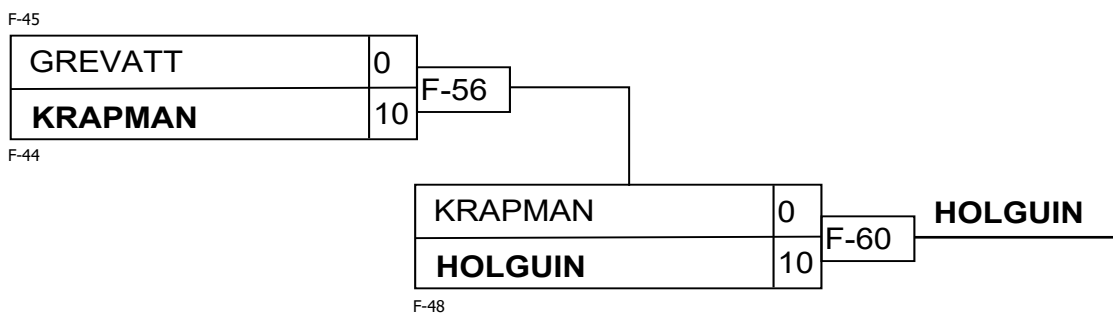 F-45
GREVATT 0
KRAPMAN 10
F-56
F-44
KRAPMAN 0
HOLGUIN 10
F-60
HOLGUIN
F-48